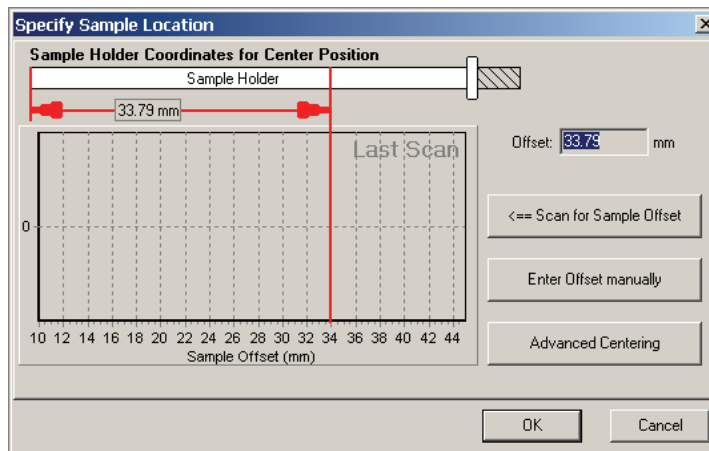 Specify Sample Location
Sample Holder Coordinates for Center Position
Sample Holder
33.79 mm
Last Scan
Offset: 33.79 mm
<== Scan for Sample Offset
0
Enter Offset manually
Advanced Centering
10 12 14 16 18 20 22 24 26 28 30 32 34 36 38 40 42 44
Sample Offset (mm)
OK Cancel